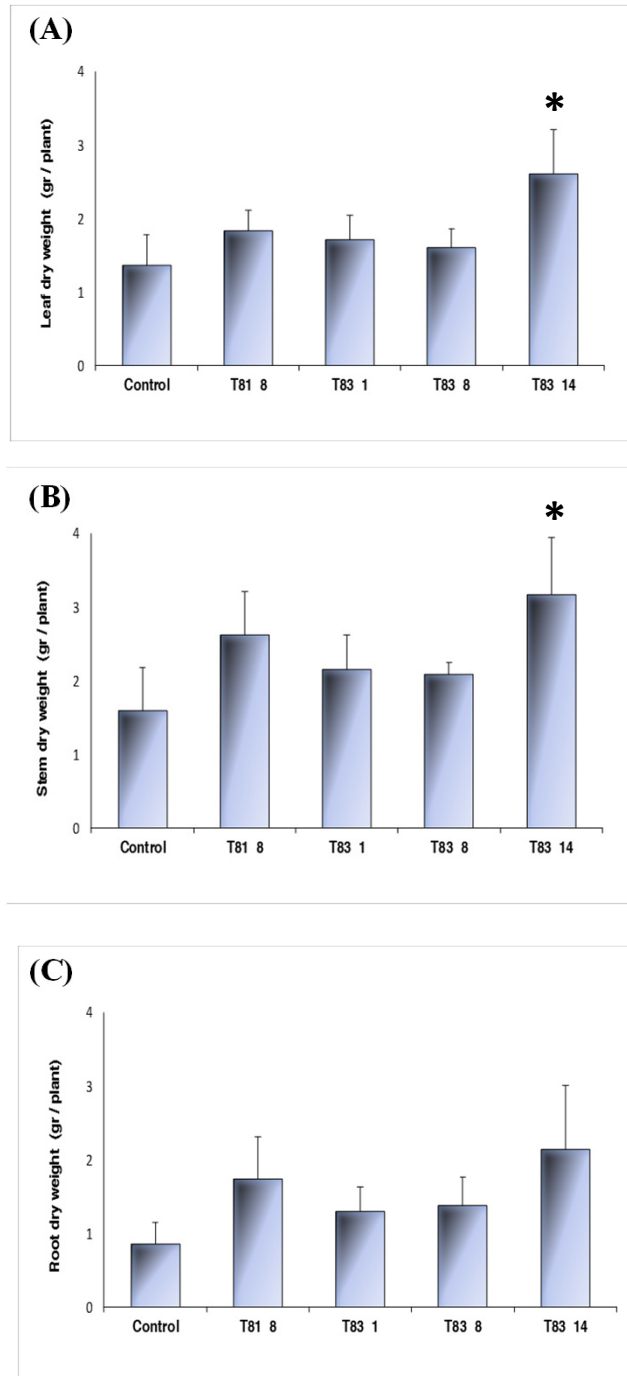 (A)
Leaf dry weight (gr / plant)
4
*
3
2
1
0
Control T81 8 T83 1 T83 8 T83 14
(B)
Stem dry weight (gr / plant)
4
*
3
2
1
0
Control T81 8 T83 1 T83 8 T83 14
(C)
Root dry weight (gr / plant)
4
3
2
1
0
Control T81 8 T83 1 T83 8 T83 14